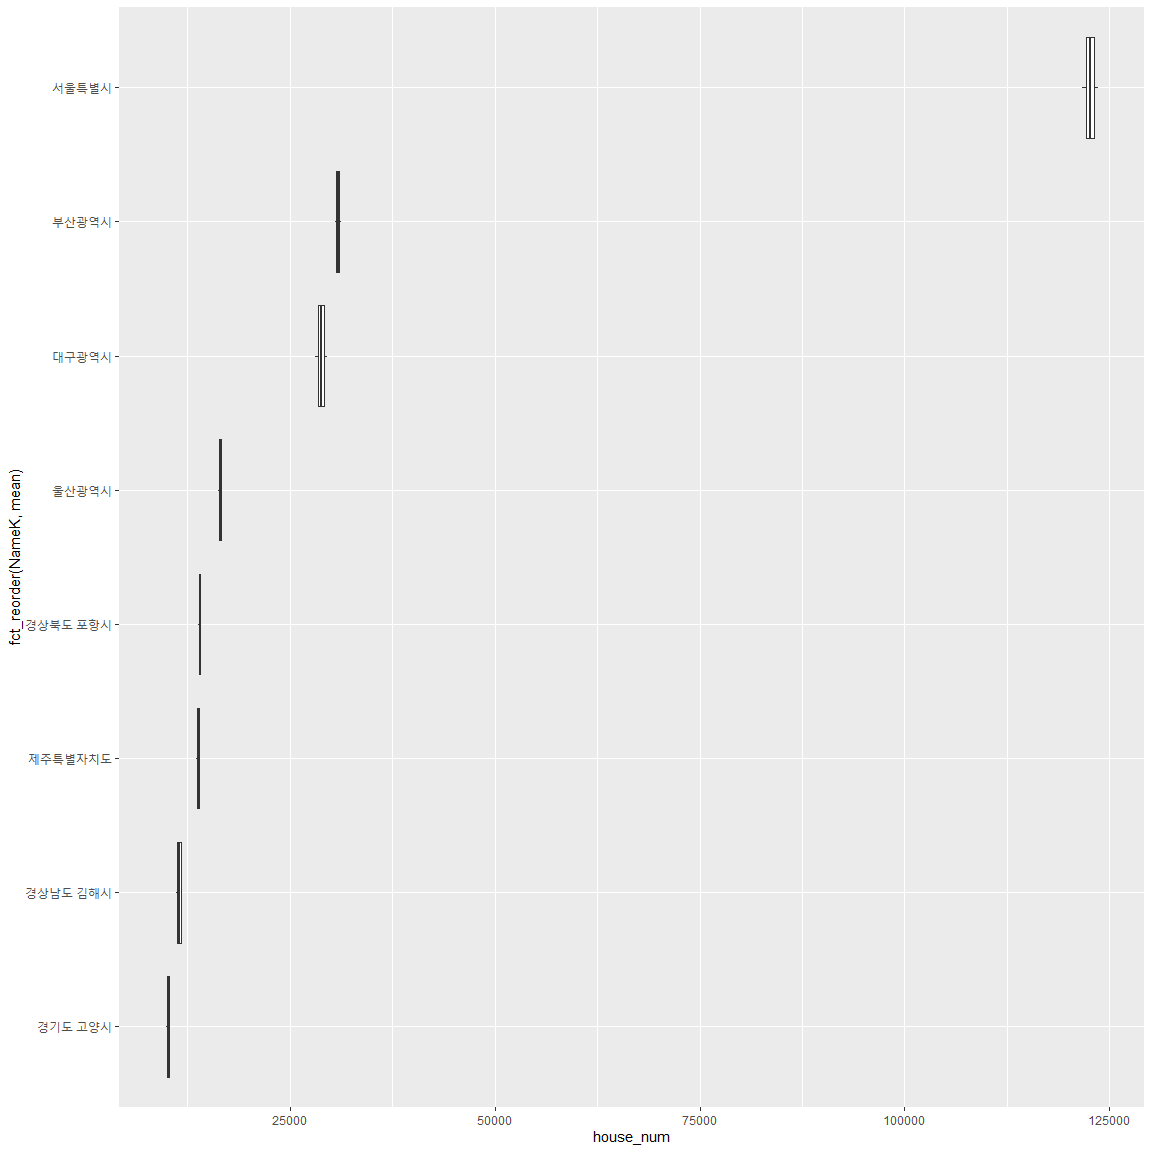 서울특별시
부산광역시
대구광역시
울산광역시
경상북도 포항시
제주특별자치도
경상남도 김해시
경기도 고양시
fct_reorder(NameK, mean)
25000
50000
75000
100000
125000
house_num